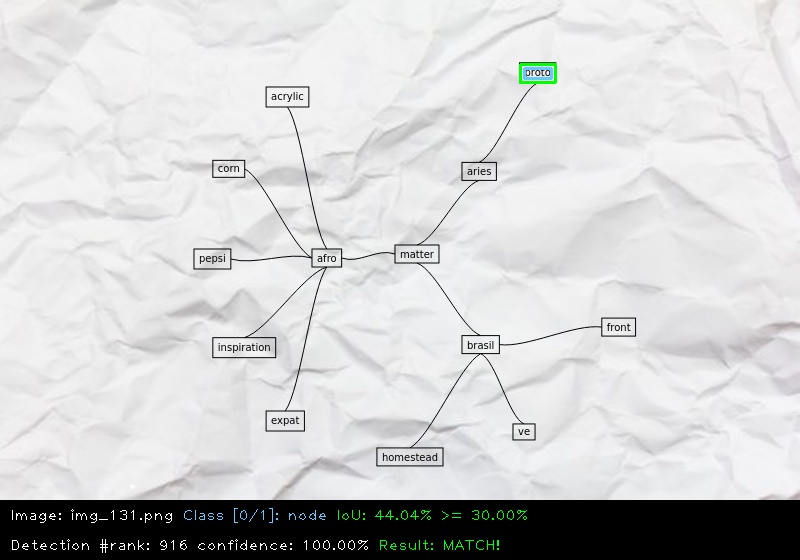 proto
acrylic
corn
aries
pepsi
afro
matter
front
inspiration
brasil
expat
ve
homestead
Image: img_131.png Class [0/1]: node IoU: 44.04% >= 30.00%
Detection #rank: 916 confidence: 100.00% Result: MATCH!